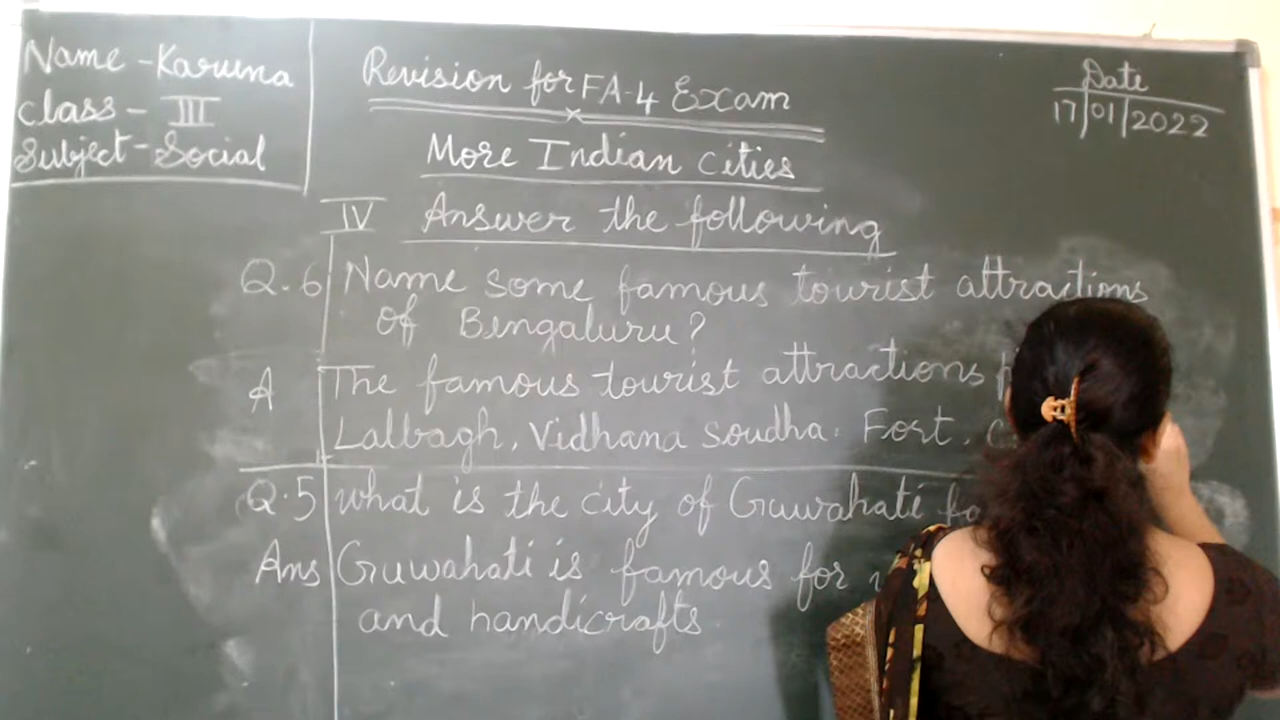 Name - Karuna
Class - III
Subject - Social
Revision for FA-4 Exam
More Indian Cities
Date
17/01/2022
IV Answer the following
Q.6 Name some famous tourist attractions
of Bengaluru?
A The famous tourist attractions
Lalbagh, Vidhana Soudha. Fort,
Q.5 what is the city of Guwahati
Ans Guwahati is famous for
and handicrafts